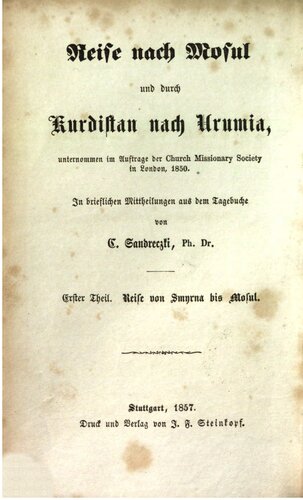 Reise nach Mosul
und durch
Kurdistan nach Urumia,
unternommen im Auftrage der Church Missionary Society
in London, 1850.
In brieflichen Mittheilungen aus dem Tagebuche
von
C. Sandreczki, Ph. Dr.
Erster Theil. Reise von Smyrna bis Mosul.
Stuttgart, 1857.
Druck und Verlag von J. F. Steinkopf.